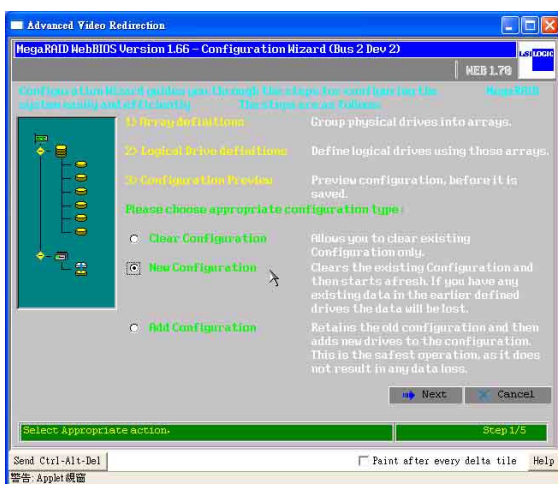 Advanced Video Redirection
MegaRAID WebBIOS Version 1.66 – Configuration Wizard (Bus 2 Dev 2)
LSI LOGIC
WEB 1.70
Configuration Wizard guides you through the steps for configuring the MegaRAID
system easily and efficiently The steps are as follows
1) Array definitions Group physical drives into arrays.
2) Logical Drive definitions Define logical drives using those arrays.
3) Configuration Preview Preview configuration, before it is
saved.
Please choose appropriate configuration type:
Clear Configuration Allows you to clear existing
Configuration only.
New Configuration Clears the existing Configuration and
then starts afresh. If you have any
existing data in the earlier defined
drives the data will be lost.
Add Configuration Retains the old configuration and then
adds new drives to the configuration.
This is the safest operation, as it does
not result in any data loss.
Next Cancel
Select Appropriate action. Step 1/5
Send Ctrl-Alt-Del Paint after every delta tile Help
警告: Applet 視窗